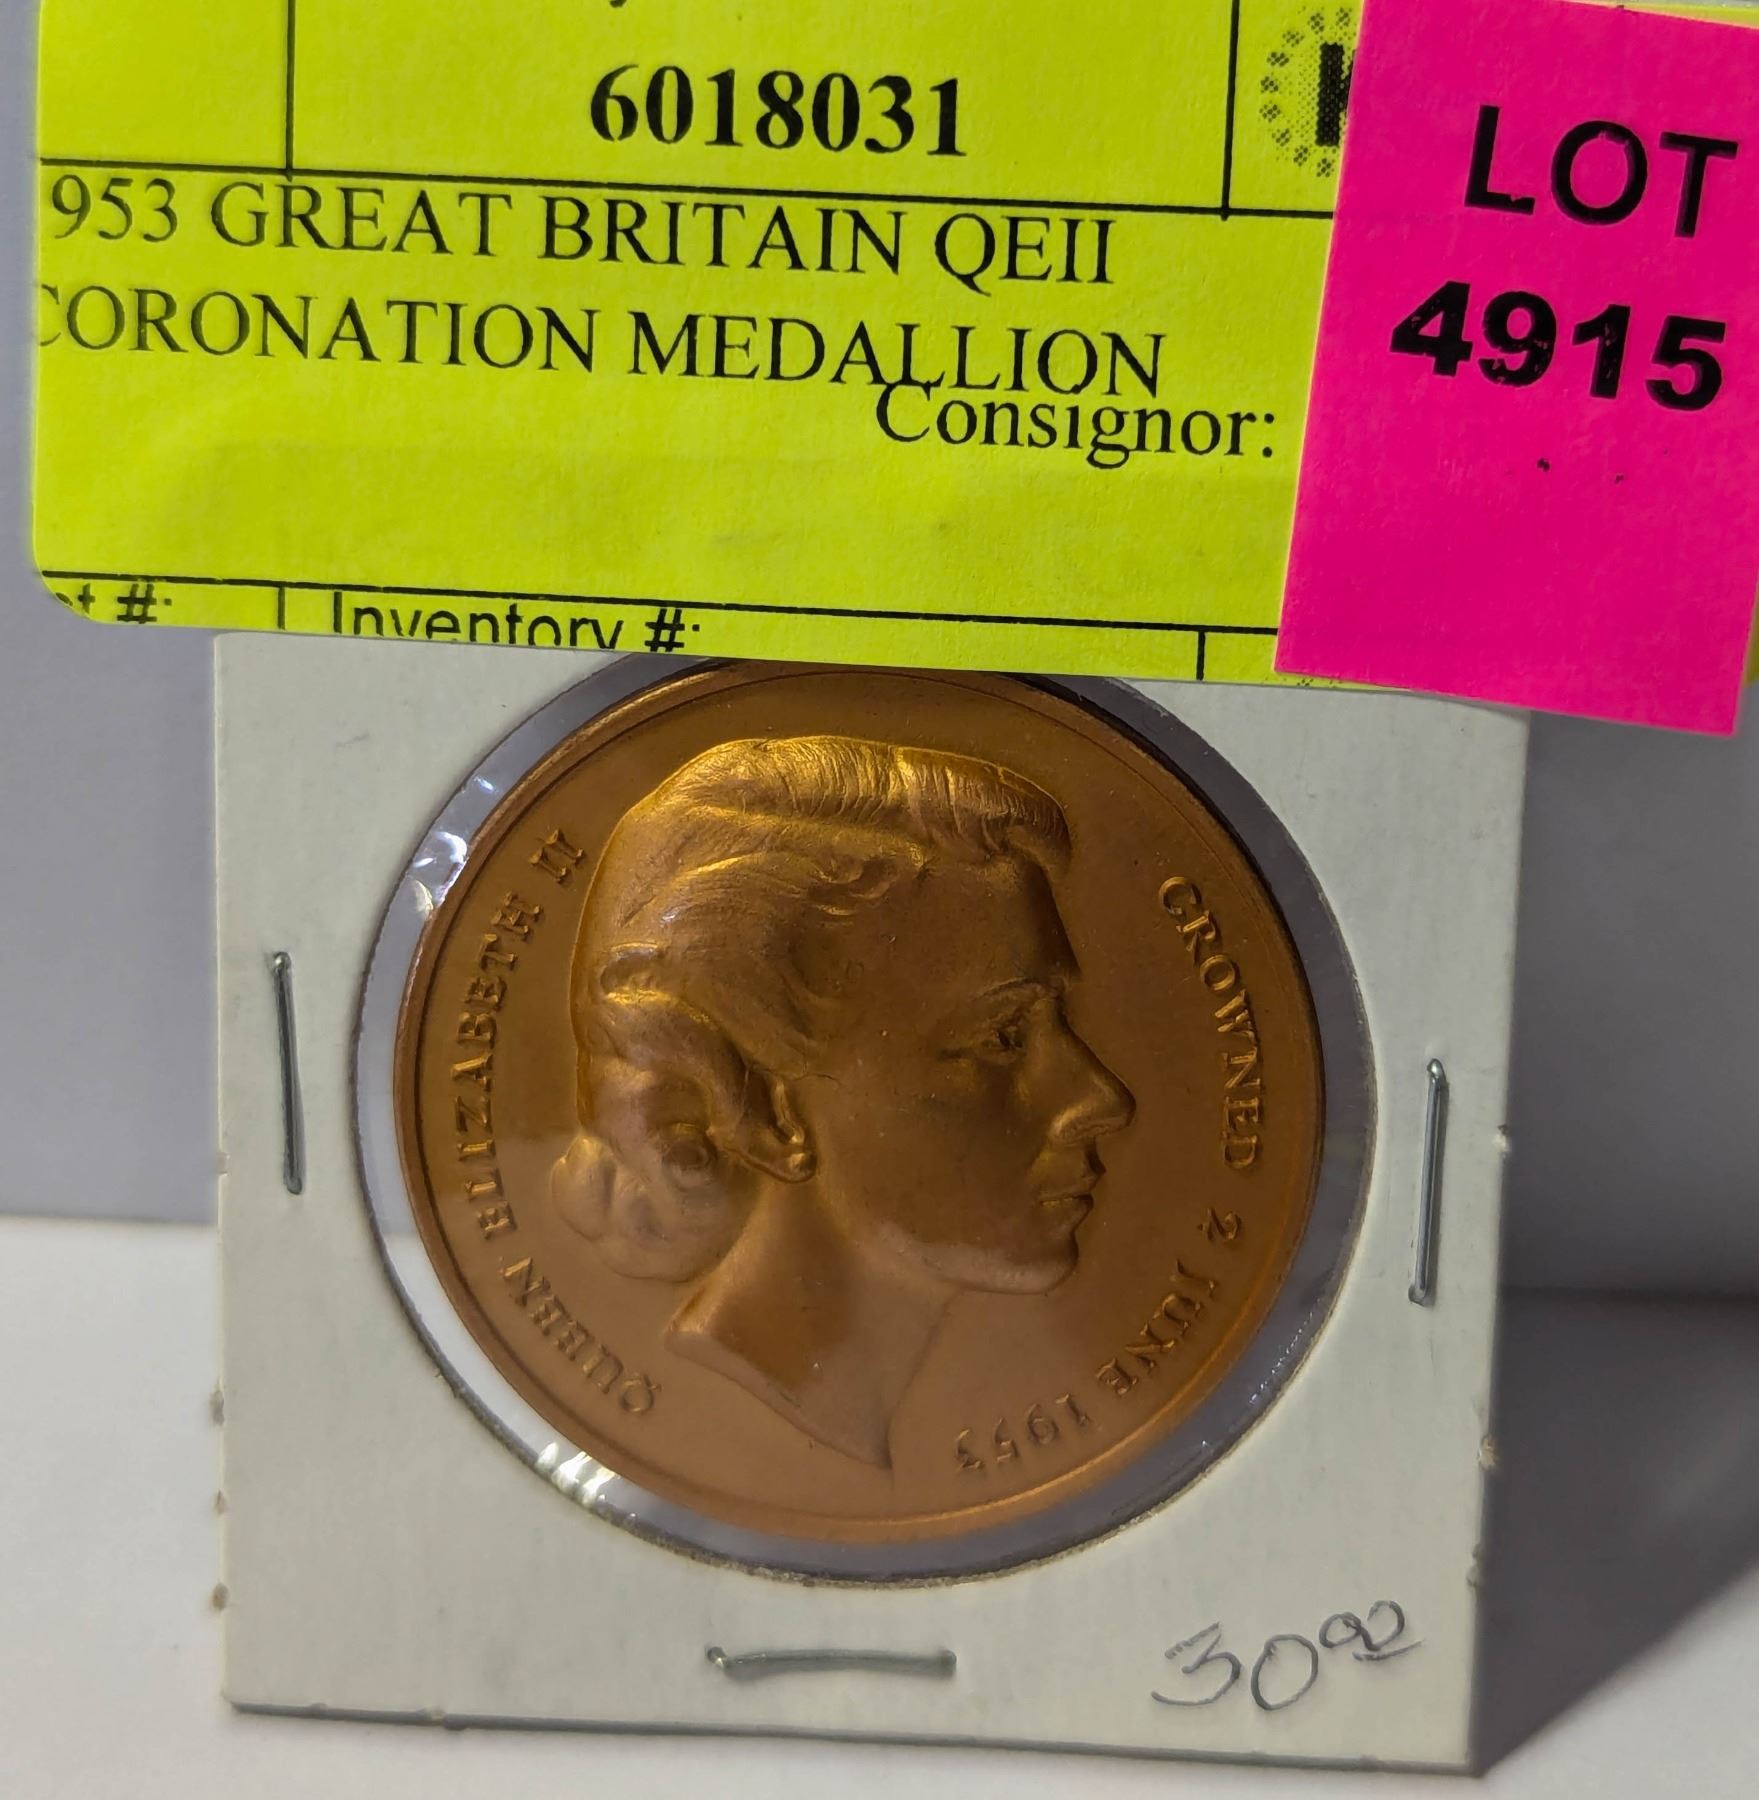 6018031
LOT
4915
953 GREAT BRITAIN QEII
CORONATION MEDALLION
Consignor:
Inventory #:
QUEEN ELIZABETH II
CROWNED 2 JUNE 1953
30.00